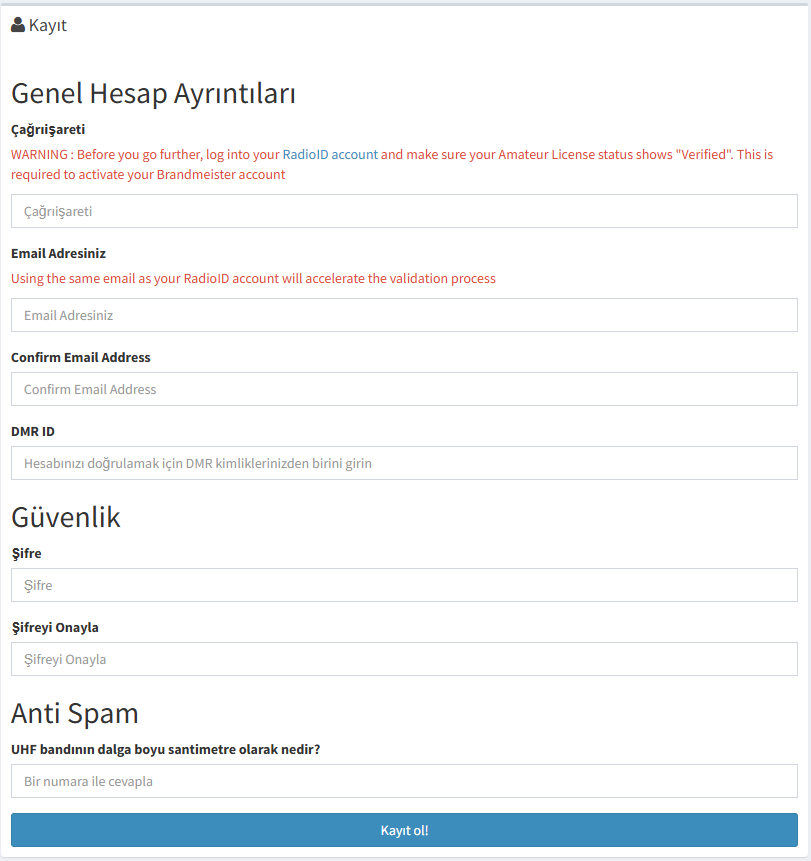 Kayıt
Genel Hesap Ayrıntıları
Çağrıişareti
WARNING : Before you go further, log into your RadioID account and make sure your Amateur License status shows "Verified". This is
required to activate your Brandmeister account
Çağrıişareti
Email Adresiniz
Using the same email as your RadioID account will accelerate the validation process
Email Adresiniz
Confirm Email Address
Confirm Email Address
DMR ID
Hesabınızı doğrulamak için DMR kimliklerinizden birini girin
Güvenlik
Şifre
Şifre
Şifreyi Onayla
Şifreyi Onayla
Anti Spam
UHF bandının dalga boyu santimetre olarak nedir?
Bir numara ile cevapla
Kayıt ol!